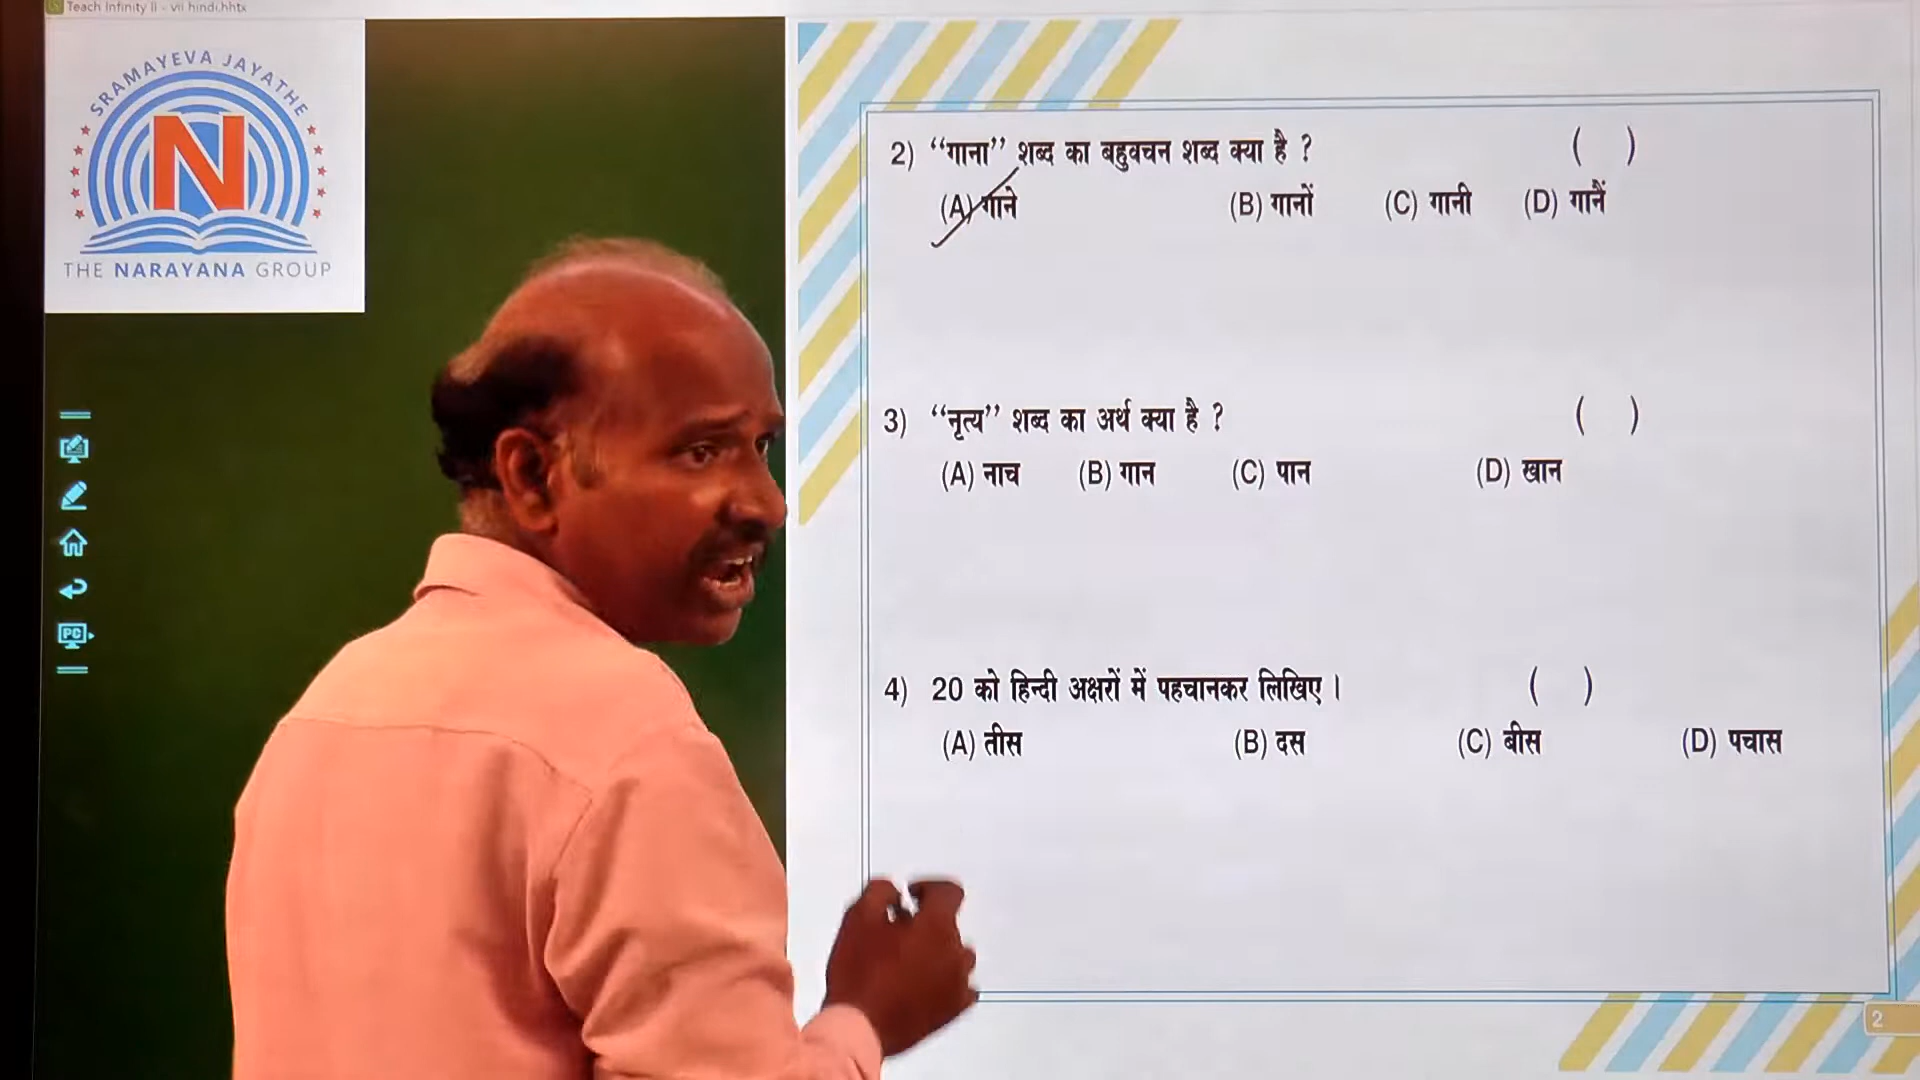 Teach Infinity II - vii hindi.hhtx
SRAMAYEVA JAYATHE
N
THE NARAYANA GROUP
PC
2) ‘‘गाना’’ शब्द का बहुवचन शब्द क्या है ? ( )
(A) गाने (B) गानों (C) गानी (D) गानैं
3) ‘‘नृत्य’’ शब्द का अर्थ क्या है ? ( )
(A) नाच (B) गान (C) पान (D) खान
4) 20 को हिन्दी अक्षरों में पहचानकर लिखिए । ( )
(A) तीस (B) दस (C) बीस (D) पचास
2